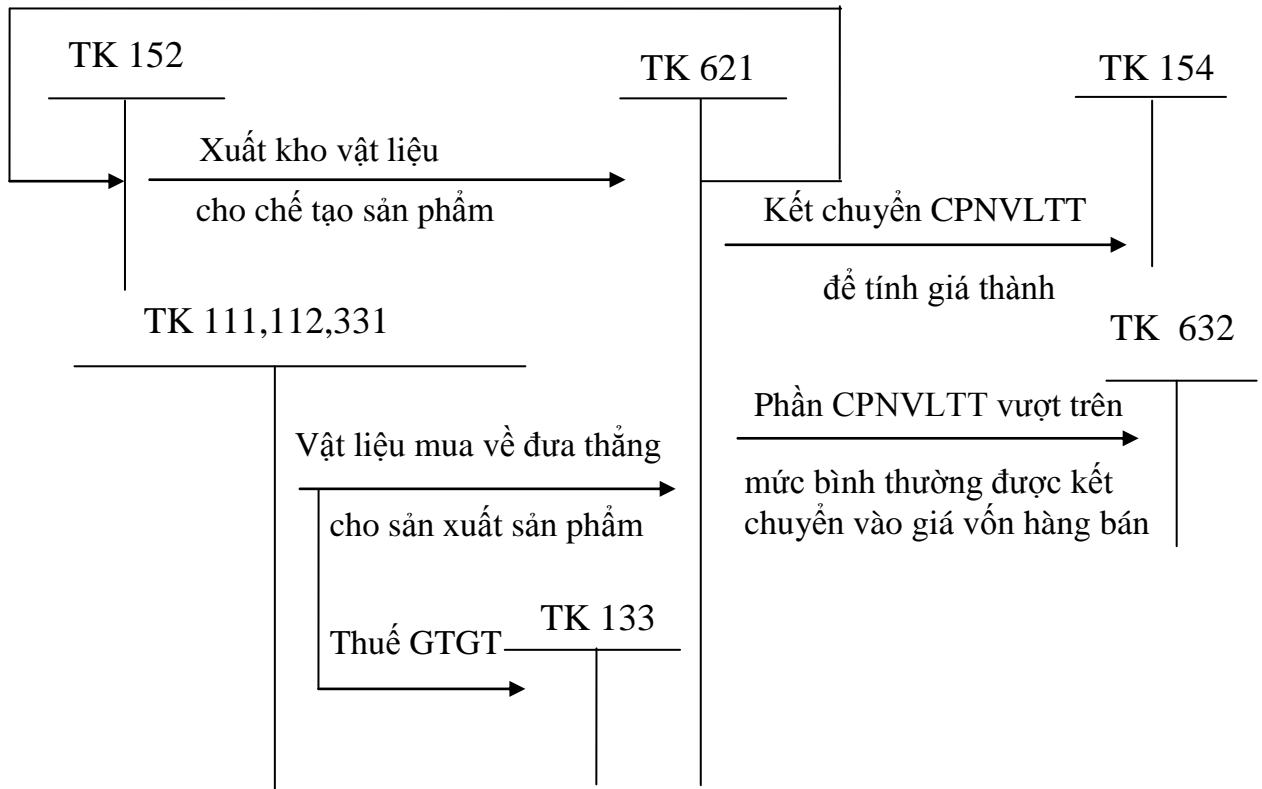 TK 152
TK 621
TK 154
Xuất kho vật liệu
cho chế tạo sản phẩm
Kết chuyển CPNVLTT
để tính giá thành
TK 111,112,331
TK 632
Phần CPNVLTT vượt trên
mức bình thường được kết
chuyển vào giá vốn hàng bán
Vật liệu mua về đưa thẳng
cho sản xuất sản phẩm
TK 133
Thuế GTGT